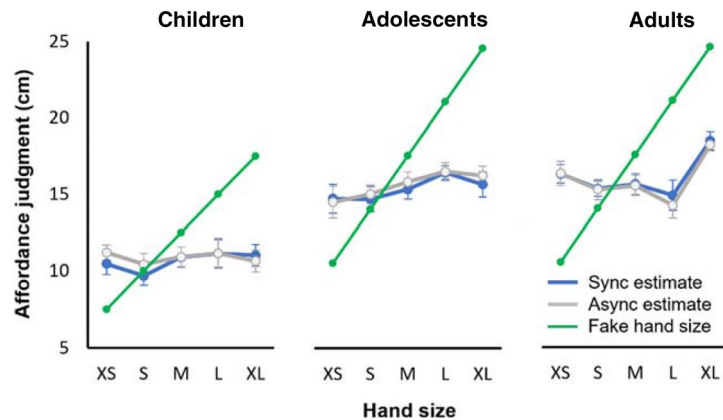 Children Adolescents Adults
Affordance judgment (cm)
25
20
15
10
5
Sync estimate
Async estimate
Fake hand size
XS S M L XL XS S M L XL XS S M L XL
Hand size